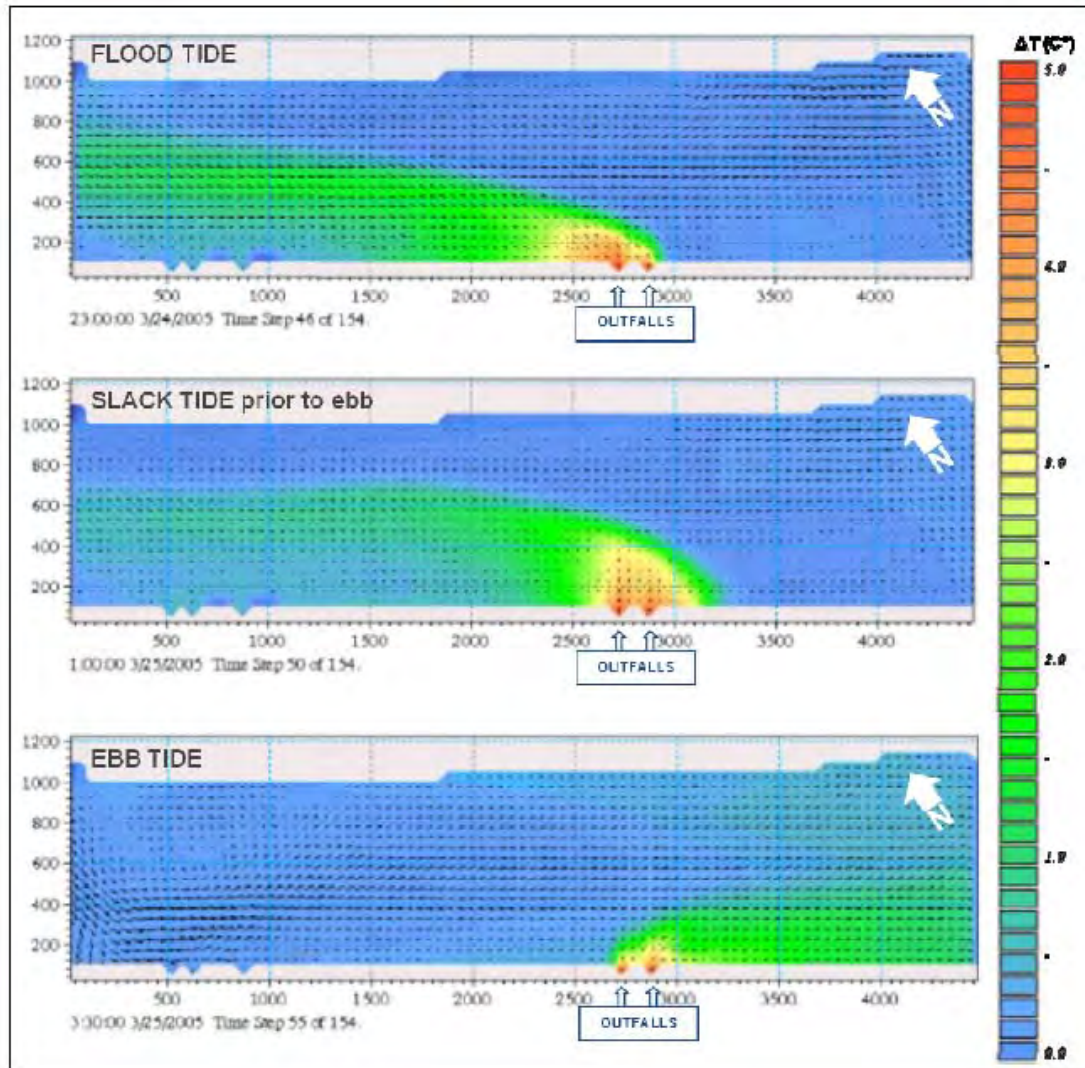 FLOOD TIDE
ΔT(C°)
1200
1000
800
600
400
200
N
500 1000 1500 2000 2500 3000 3500 4000
23:00:00 3/24/2005 Time Step 46 of 154.
OUTFALLS
SLACK TIDE prior to ebb
1200
1000
800
600
400
200
N
500 1000 1500 2000 2500 3000 3500 4000
1:00:00 3/25/2005 Time Step 50 of 154.
OUTFALLS
EBB TIDE
1200
1000
800
600
400
200
N
500 1000 1500 2000 2500 3000 3500 4000
3:30:00 3/25/2005 Time Step 55 of 154.
OUTFALLS
5.0
4.0
3.0
2.0
1.0
0.0